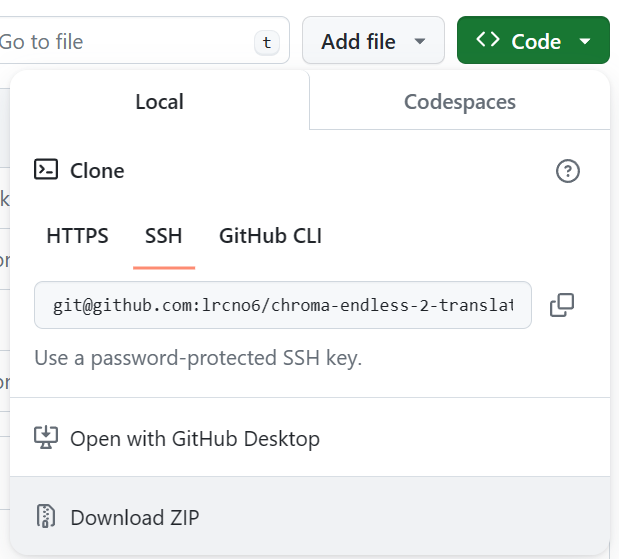 Go to file t Add file Code
Local Codespaces
Clone
HTTPS SSH GitHub CLI
git@github.com:lrcno6/chroma-endless-2-translat
Use a password-protected SSH key.
Open with GitHub Desktop
Download ZIP